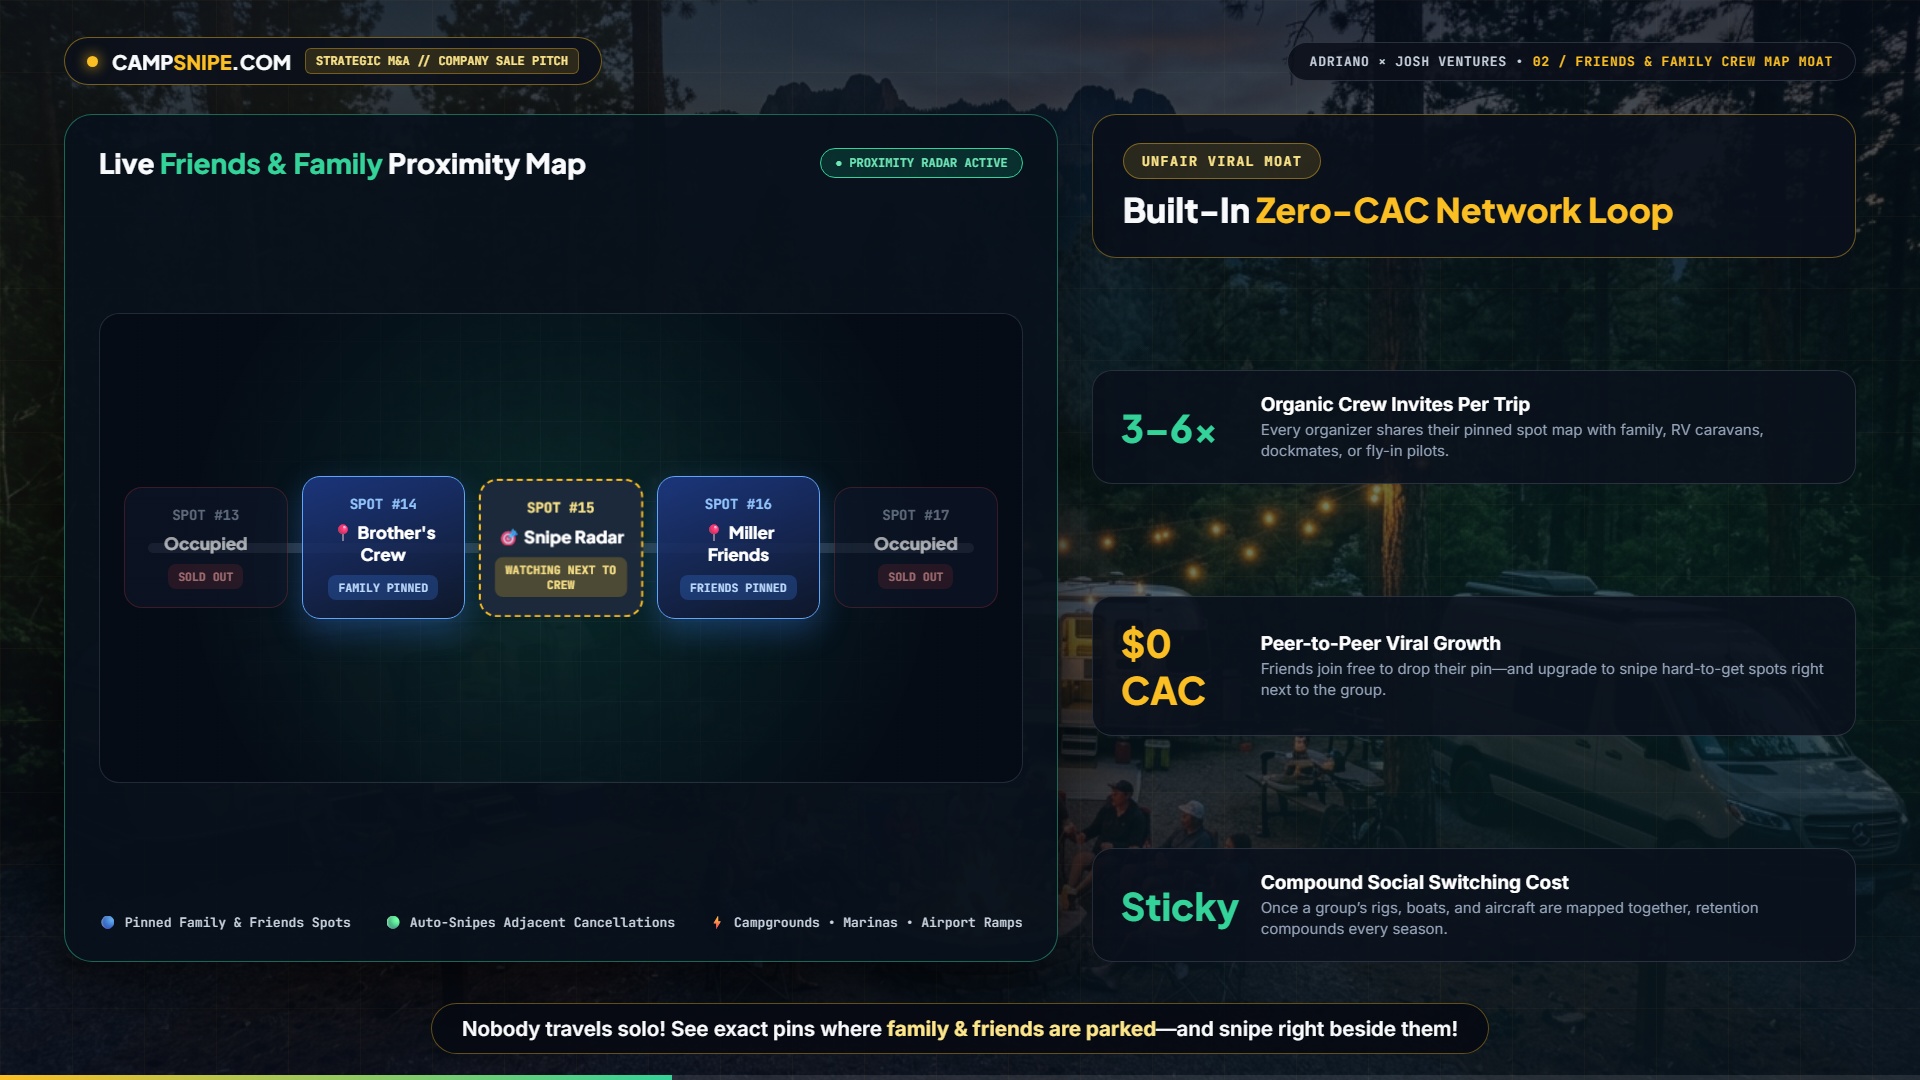 CAMPSNIPE.COM
STRATEGIC M&A // COMPANY SALE PITCH
ADRIANO × JOSH VENTURES • 02 / FRIENDS & FAMILY CREW MAP MOAT
Live Friends & Family Proximity Map
● PROXIMITY RADAR ACTIVE
SPOT #13
Occupied
SOLD OUT
SPOT #14
📍 Brother's
Crew
FAMILY PINNED
SPOT #15
🎯 Snipe Radar
WATCHING NEXT TO
CREW
SPOT #16
📍 Miller
Friends
FRIENDS PINNED
SPOT #17
Occupied
SOLD OUT
🔵 Pinned Family & Friends Spots
🟢 Auto-Snipes Adjacent Cancellations
⚡ Campgrounds • Marinas • Airport Ramps
UNFAIR VIRAL MOAT
Built-In Zero-CAC Network Loop
3–6×
Organic Crew Invites Per Trip
Every organizer shares their pinned spot map with family, RV caravans,
dockmates, or fly-in pilots.
$0
CAC
Peer-to-Peer Viral Growth
Friends join free to drop their pin—and upgrade to snipe hard-to-get spots right
next to the group.
Sticky
Compound Social Switching Cost
Once a group’s rigs, boats, and aircraft are mapped together, retention
compounds every season.
Nobody travels solo! See exact pins where family & friends are parked—and snipe right beside them!